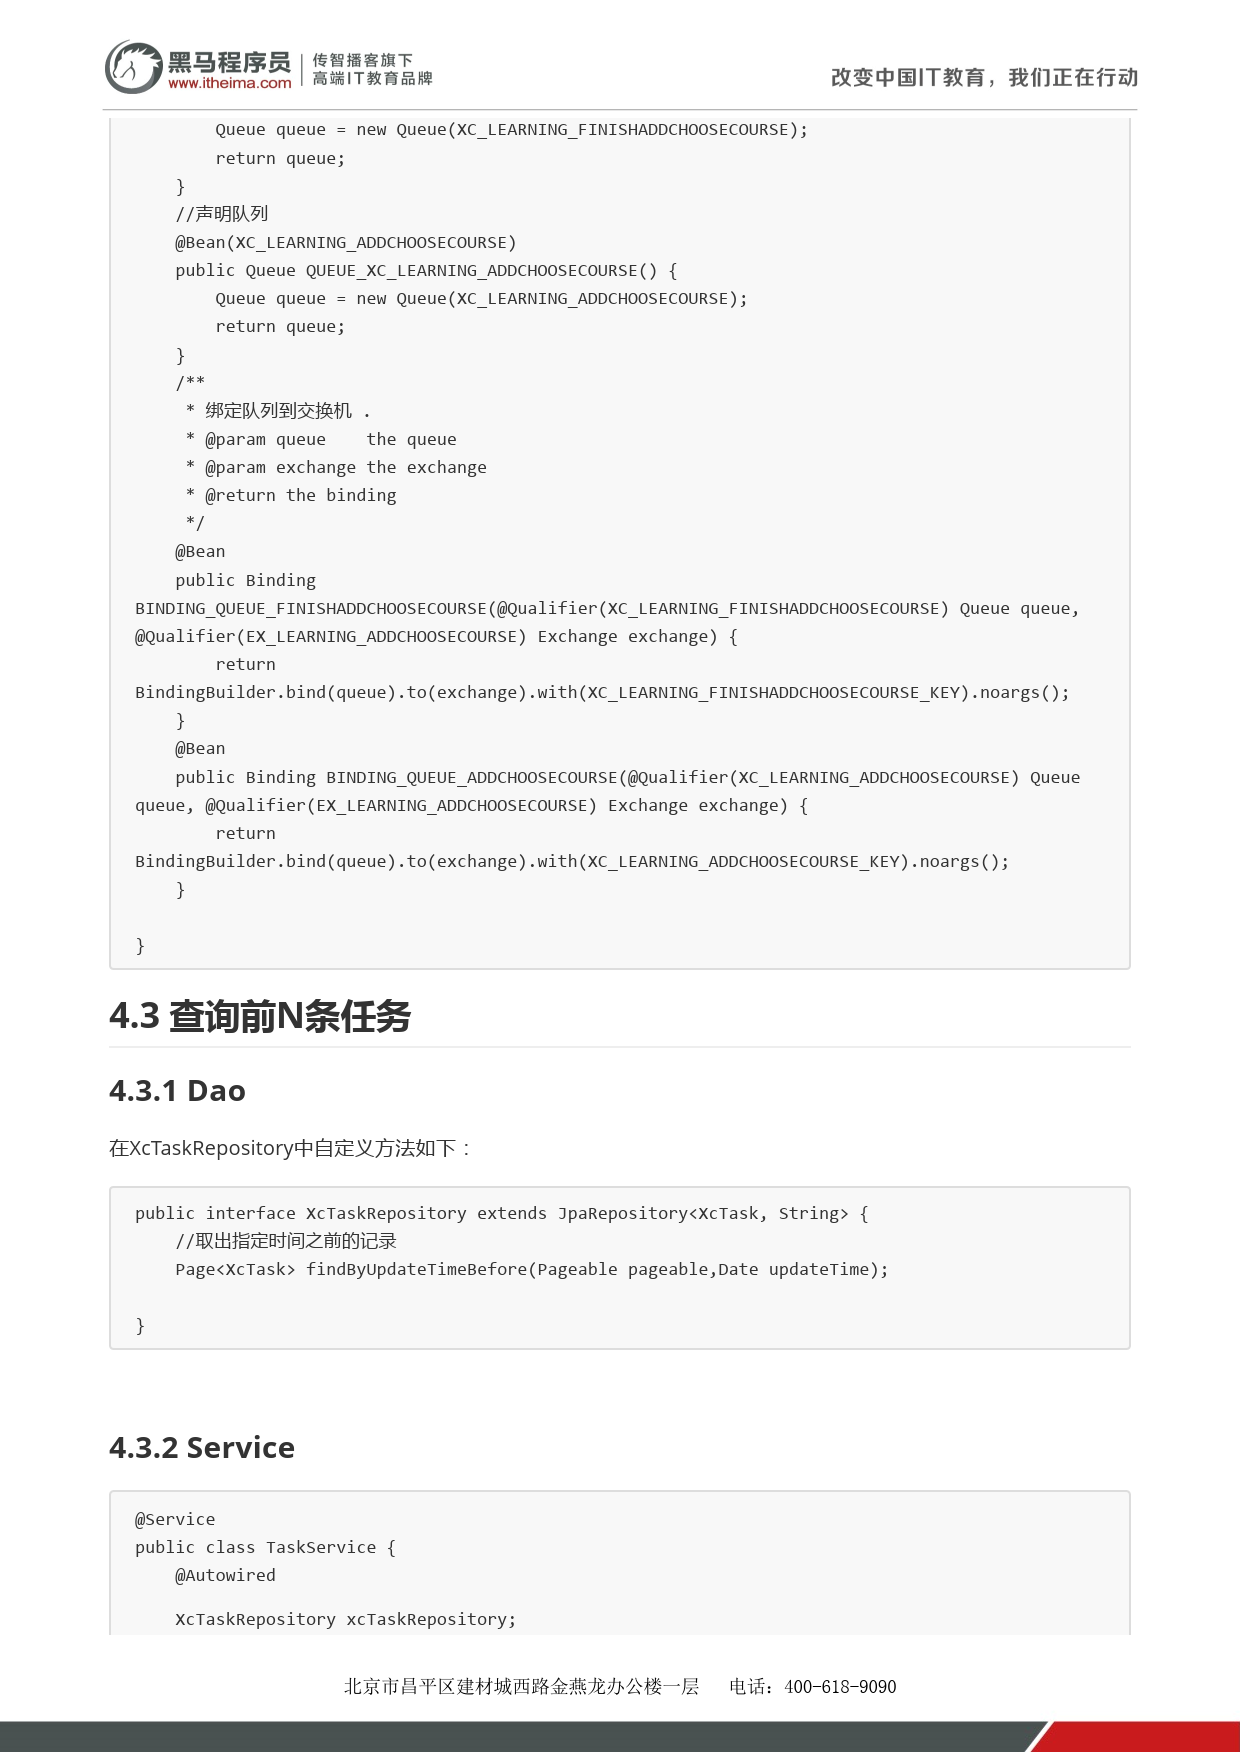 黑马程序员
www.itheima.com
传智播客旗下
高端IT教育品牌
改变中国IT教育，我们正在行动
        Queue queue = new Queue(XC_LEARNING_FINISHADDCHOOSECOURSE);
        return queue;
    }
    //声明队列
    @Bean(XC_LEARNING_ADDCHOOSECOURSE)
    public Queue QUEUE_XC_LEARNING_ADDCHOOSECOURSE() {
        Queue queue = new Queue(XC_LEARNING_ADDCHOOSECOURSE);
        return queue;
    }
    /**
     * 绑定队列到交换机 .
     * @param queue    the queue
     * @param exchange the exchange
     * @return the binding
     */
    @Bean
    public Binding
BINDING_QUEUE_FINISHADDCHOOSECOURSE(@Qualifier(XC_LEARNING_FINISHADDCHOOSECOURSE) Queue queue,
@Qualifier(EX_LEARNING_ADDCHOOSECOURSE) Exchange exchange) {
        return
BindingBuilder.bind(queue).to(exchange).with(XC_LEARNING_FINISHADDCHOOSECOURSE_KEY).noargs();
    }
    @Bean
    public Binding BINDING_QUEUE_ADDCHOOSECOURSE(@Qualifier(XC_LEARNING_ADDCHOOSECOURSE) Queue
queue, @Qualifier(EX_LEARNING_ADDCHOOSECOURSE) Exchange exchange) {
        return
BindingBuilder.bind(queue).to(exchange).with(XC_LEARNING_ADDCHOOSECOURSE_KEY).noargs();
    }
}
4.3 查询前N条任务
4.3.1 Dao
在XcTaskRepository中自定义方法如下：
public interface XcTaskRepository extends JpaRepository<XcTask, String> {
    //取出指定时间之前的记录
    Page<XcTask> findByUpdateTimeBefore(Pageable pageable,Date updateTime);
}
4.3.2 Service
@Service
public class TaskService {
    @Autowired
    XcTaskRepository xcTaskRepository;
北京市昌平区建材城西路金燕龙办公楼一层  电话：400-618-9090